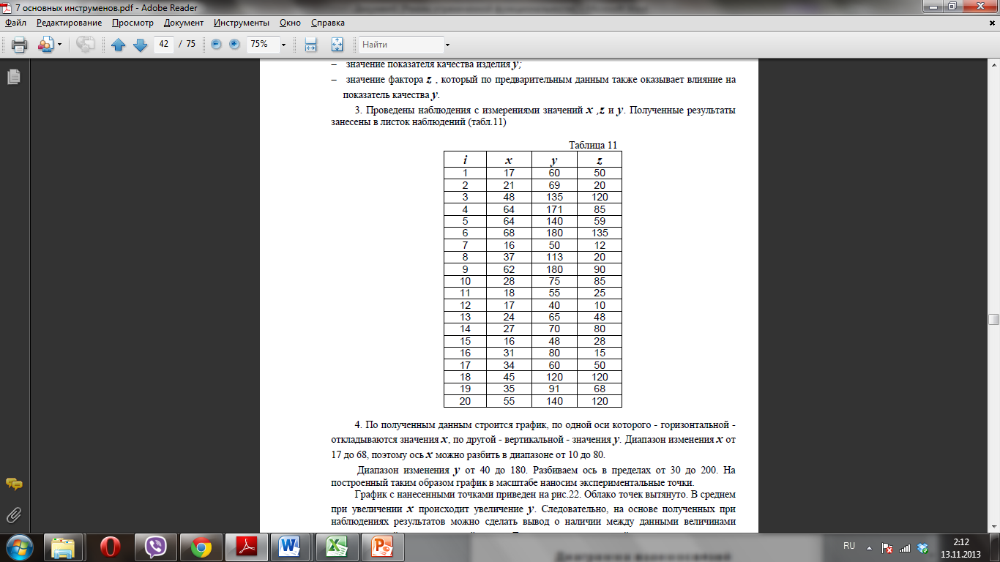 7 основных инструменов.pdf - Adobe Reader
Файл Редактирование Просмотр Документ Инструменты Окно Справка
42 / 75 75% Найти
– значение показателя качества изделия y;
– значение фактора z , который по предварительным данным также оказывает влияние на
показатель качества y.
3. Проведены наблюдения с измерениями значений x ,z и y. Полученные результаты
занесены в листок наблюдений (табл.11)
Таблица 11
i x y z
1 17 60 50
2 21 69 20
3 48 135 120
4 64 171 85
5 64 140 59
6 68 180 135
7 16 50 12
8 37 113 20
9 62 180 90
10 28 75 85
11 18 55 25
12 17 40 10
13 24 65 48
14 27 70 80
15 16 48 28
16 31 80 15
17 34 60 50
18 45 120 120
19 35 91 68
20 55 140 120
4. По полученным данным строится график, по одной оси которого - горизонтальной -
откладываются значения x, по другой - вертикальной - значения y. Диапазон изменения x от
17 до 68, поэтому ось x можно разбить в диапазоне от 10 до 80.
Диапазон изменения y от 40 до 180. Разбиваем ось в пределах от 30 до 200. На
построенный таким образом график в масштабе наносим экспериментальные точки.
График с нанесенными точками приведен на рис.22. Облако точек вытянуто. В среднем
при увеличении x происходит увеличение y. Следовательно, на основе полученных при
наблюдениях результатов можно сделать вывод о наличии между данными величинами
RU 2:12
13.11.2013